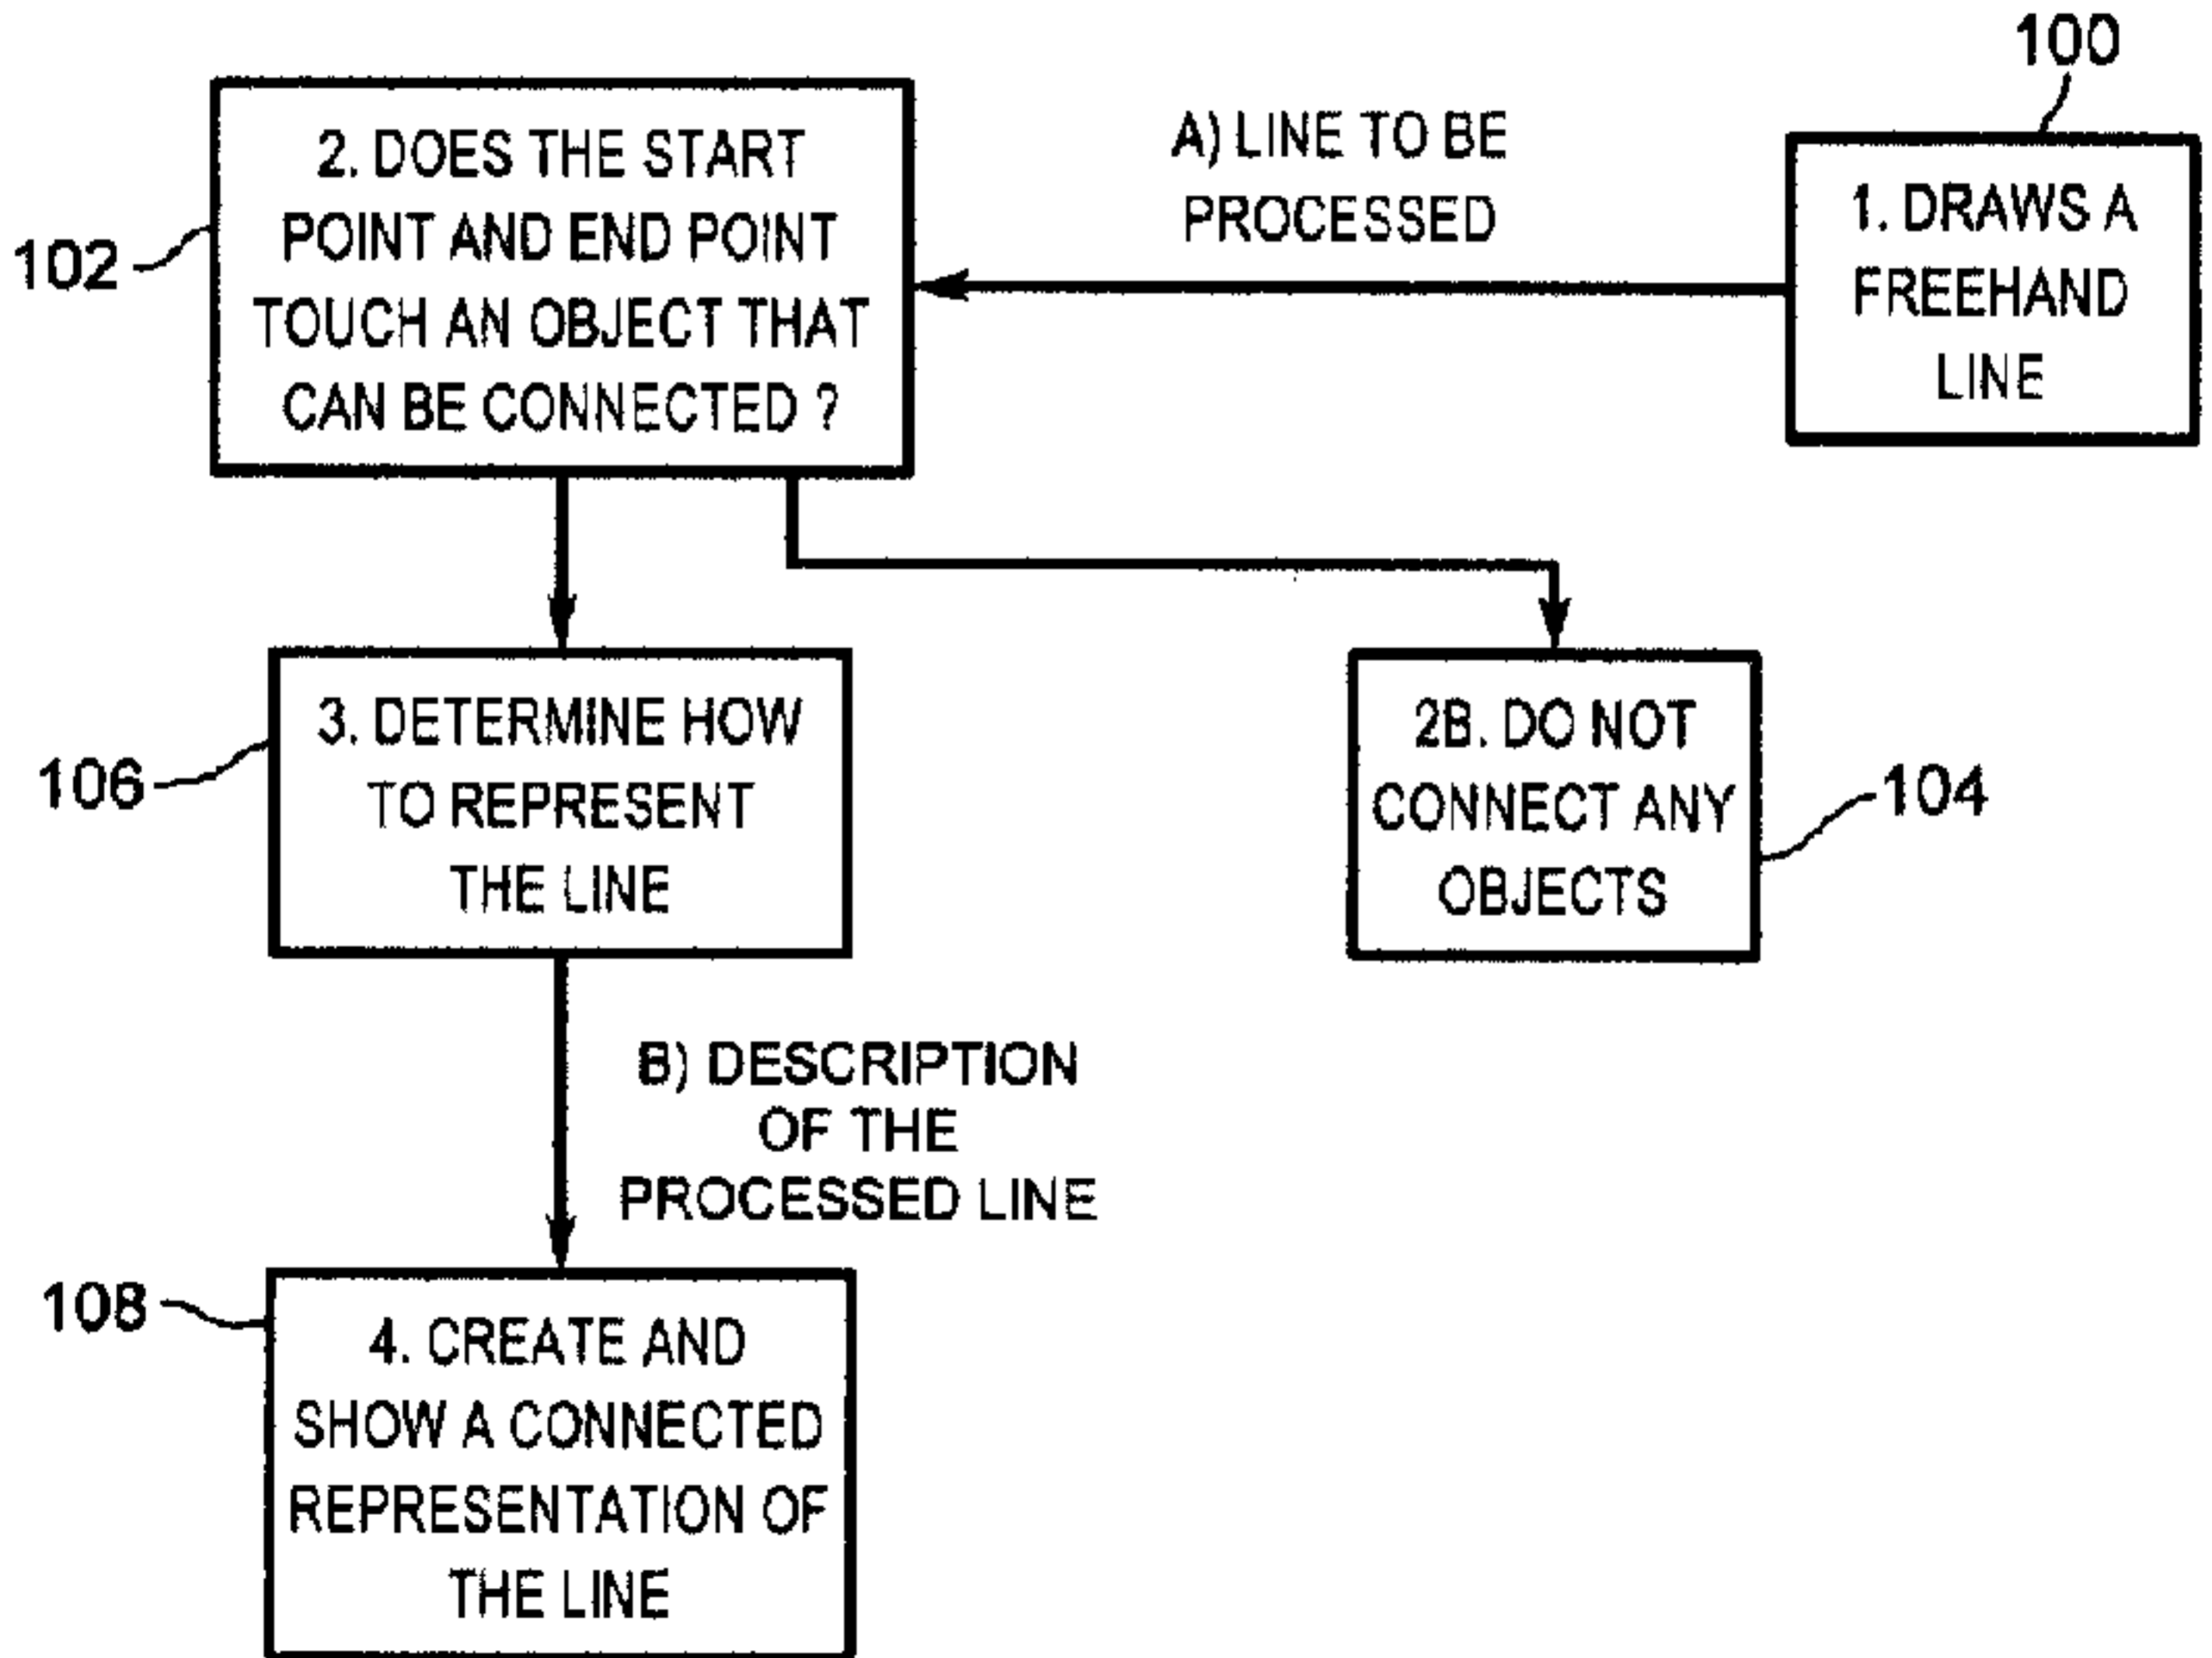 100
1. DRAWS A
FREEHAND
LINE
A) LINE TO BE
PROCESSED
102
2. DOES THE START
POINT AND END POINT
TOUCH AN OBJECT THAT
CAN BE CONNECTED ?
106
3. DETERMINE HOW
TO REPRESENT
THE LINE
2B. DO NOT
CONNECT ANY
OBJECTS
104
B) DESCRIPTION
OF THE
PROCESSED LINE
108
4. CREATE AND
SHOW A CONNECTED
REPRESENTATION OF
THE LINE